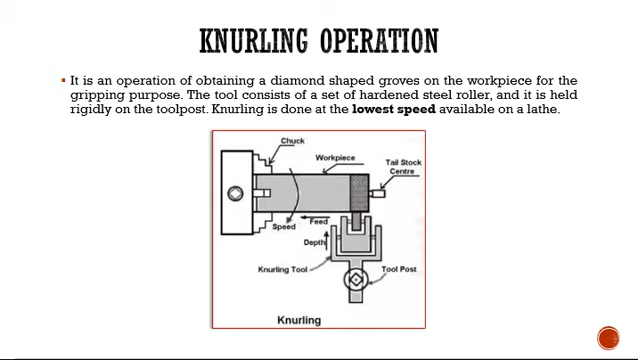 KNURLING OPERATION
It is an operation of obtaining a diamond shaped groves on the workpiece for the
gripping purpose. The tool consists of a set of hardened steel roller, and it is held
rigidly on the toolpost. Knurling is done at the lowest speed available on a lathe.
Chuck
Workpiece
Tail Stock
Centre
Feed
Speed
Depth
Knurling Tool
Tool Post
Knurling